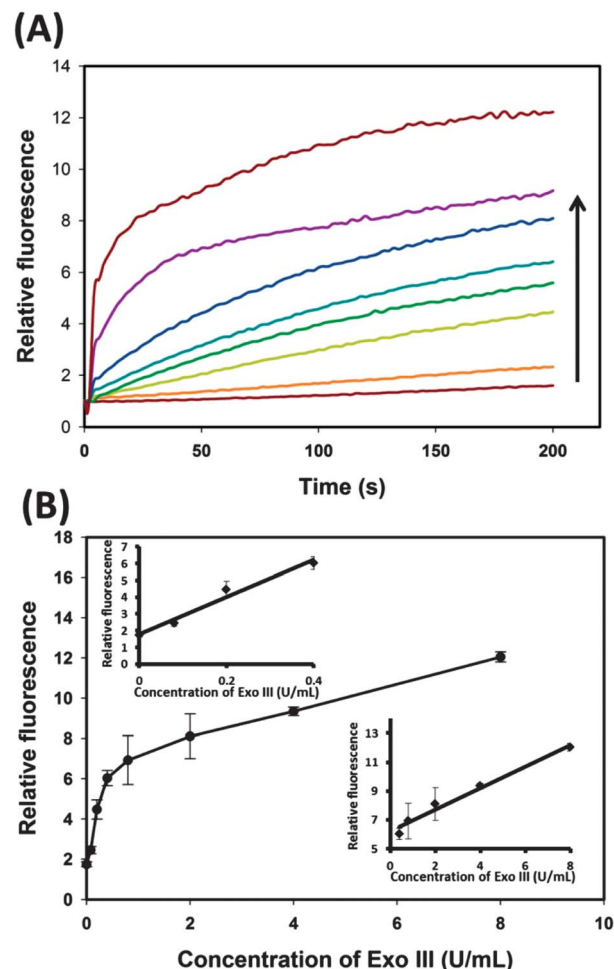 (A)
14
12
10
8
6
4
2
0
Relative fluorescence
0 50 100 150 200
Time (s)
(B)
18
16
14
12
10
8
6
4
2
0
Relative fluorescence
7
6
5
4
3
2
1
0
Relative fluorescence
0 0.2 0.4
Concentration of Exo III (U/mL)
13
11
9
7
5
Relative fluorescence
0 2 4 6 8
Concentration of Exo III (U/mL)
0 2 4 6 8 10
Concentration of Exo III (U/mL)